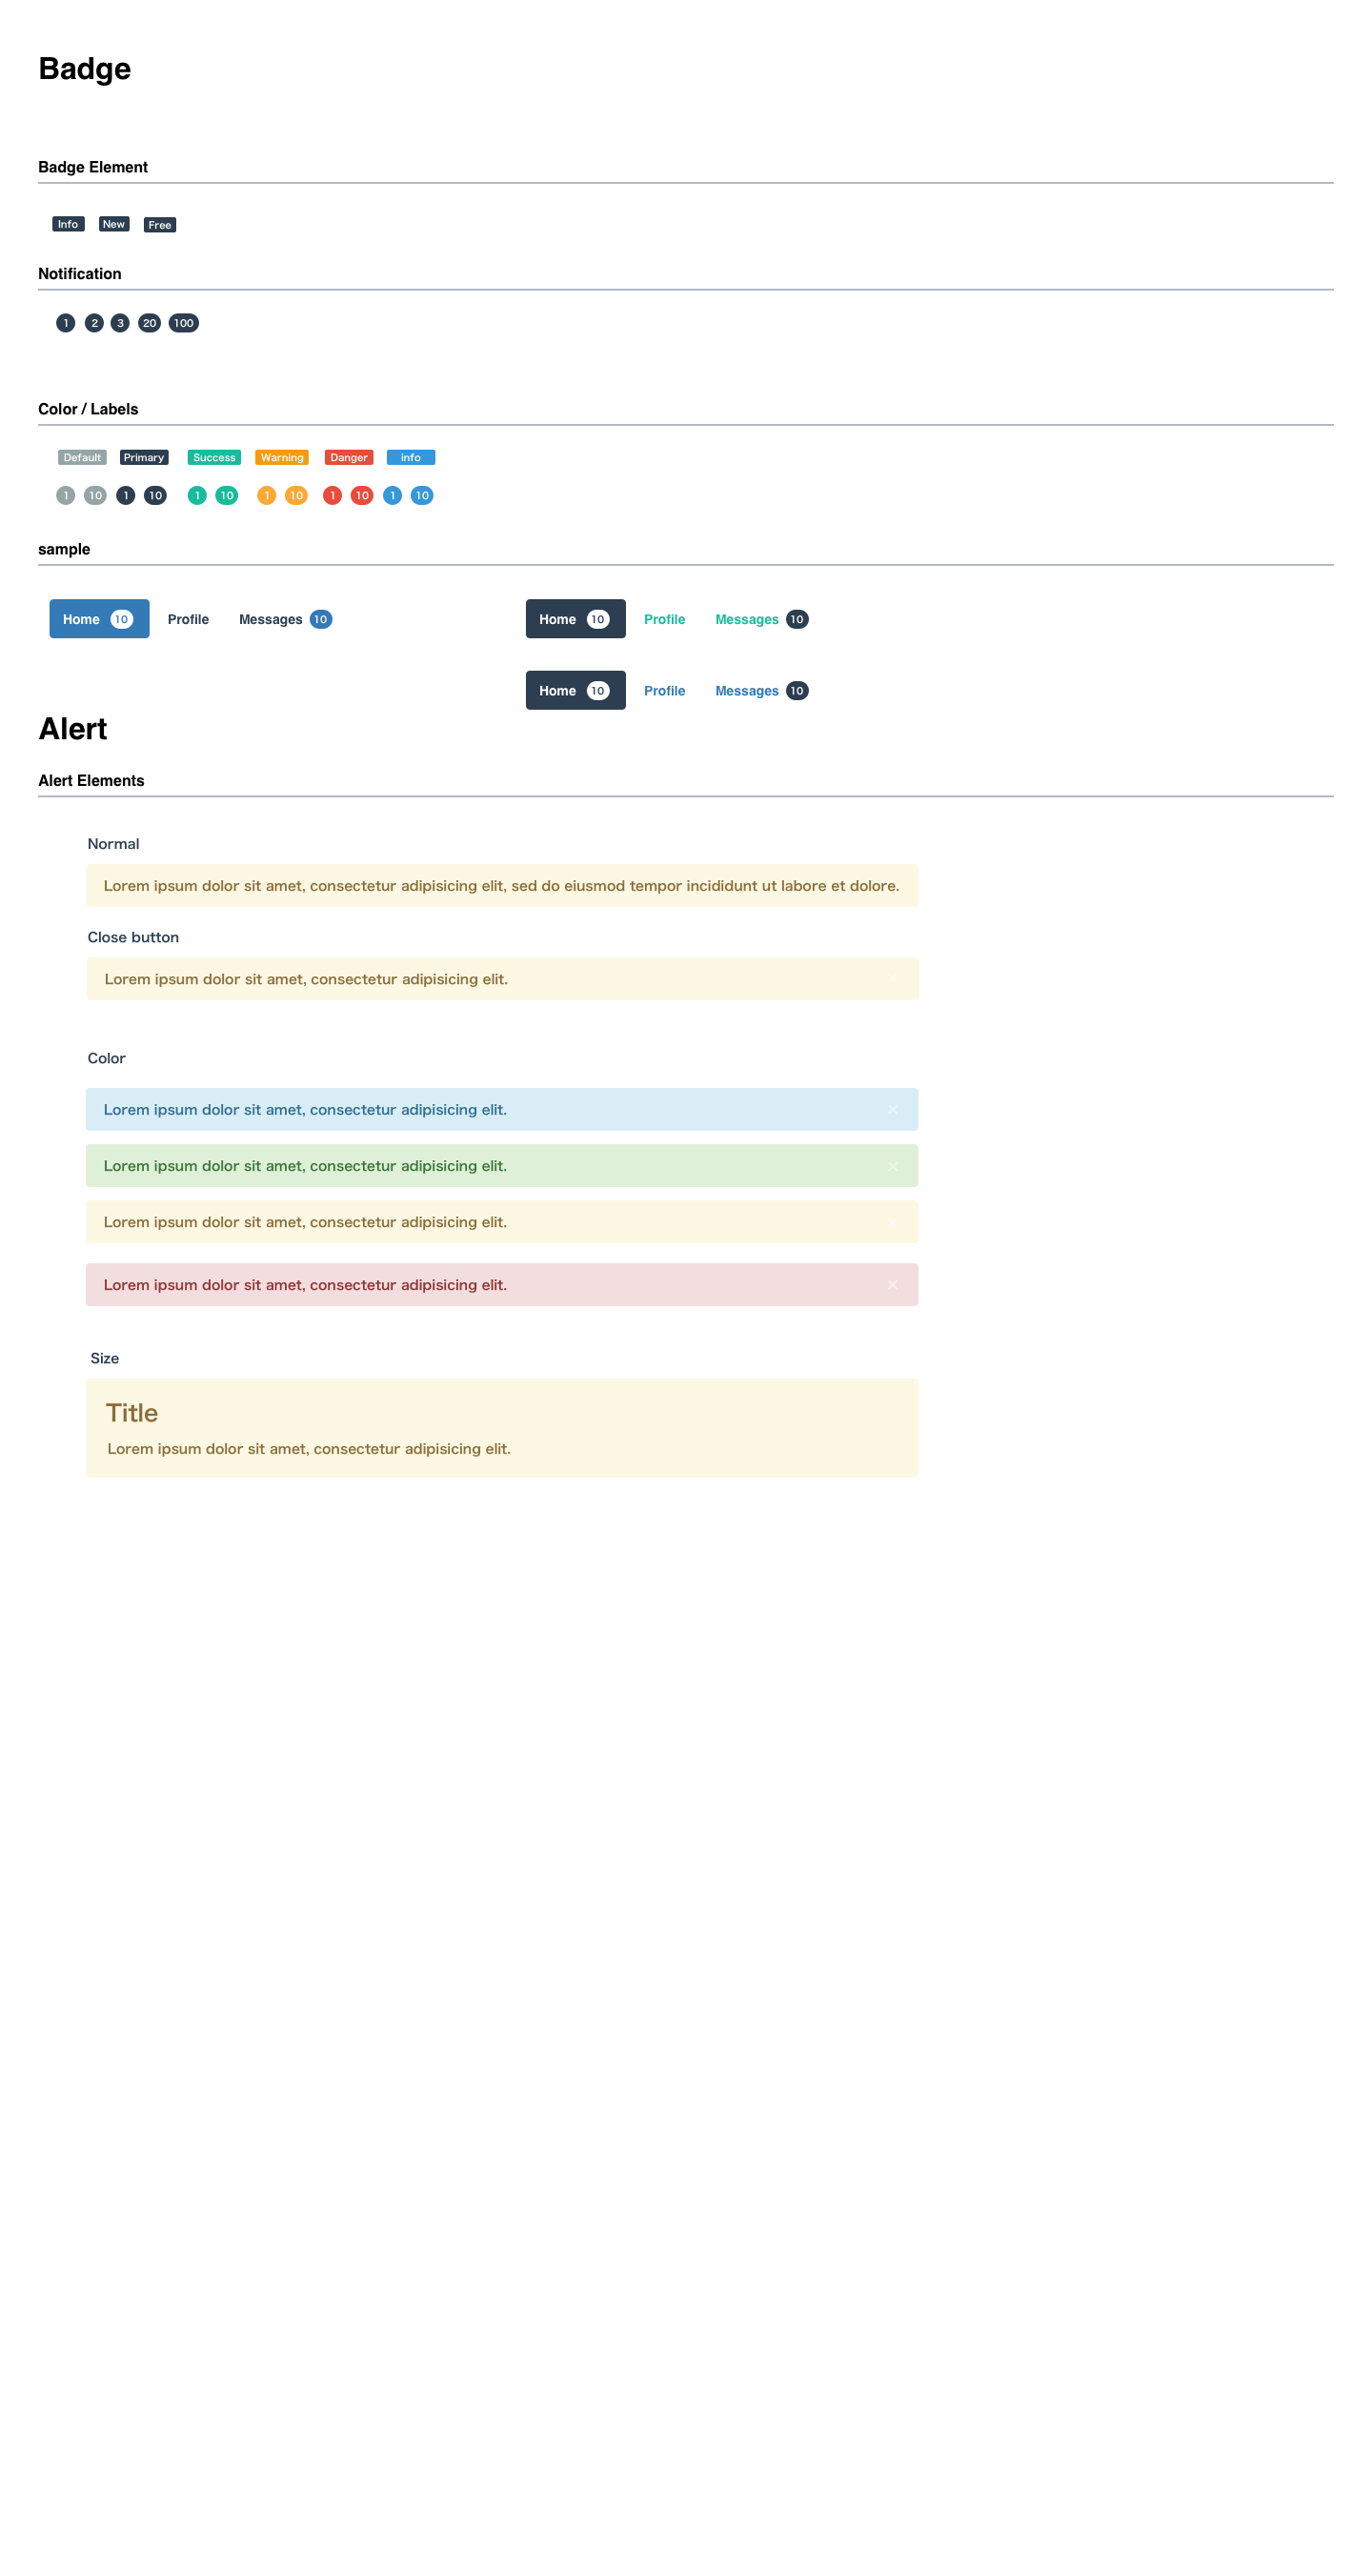 Badge
Badge Element
Info New Free
Notification
1 2 3 20 100
Color / Labels
Default Primary Success Warning Danger info
1 10 1 10 1 10 1 10 1 10 1 10
sample
Home 10 Profile Messages 10 Home 10 Profile Messages 10
Home 10 Profile Messages 10
Alert
Alert Elements
Normal
Lorem ipsum dolor sit amet, consectetur adipisicing elit, sed do eiusmod tempor incididunt ut labore et dolore.
Close button
Lorem ipsum dolor sit amet, consectetur adipisicing elit.
Color
Lorem ipsum dolor sit amet, consectetur adipisicing elit. ×
Lorem ipsum dolor sit amet, consectetur adipisicing elit. ×
Lorem ipsum dolor sit amet, consectetur adipisicing elit.
Lorem ipsum dolor sit amet, consectetur adipisicing elit. ×
Size
Title
Lorem ipsum dolor sit amet, consectetur adipisicing elit.